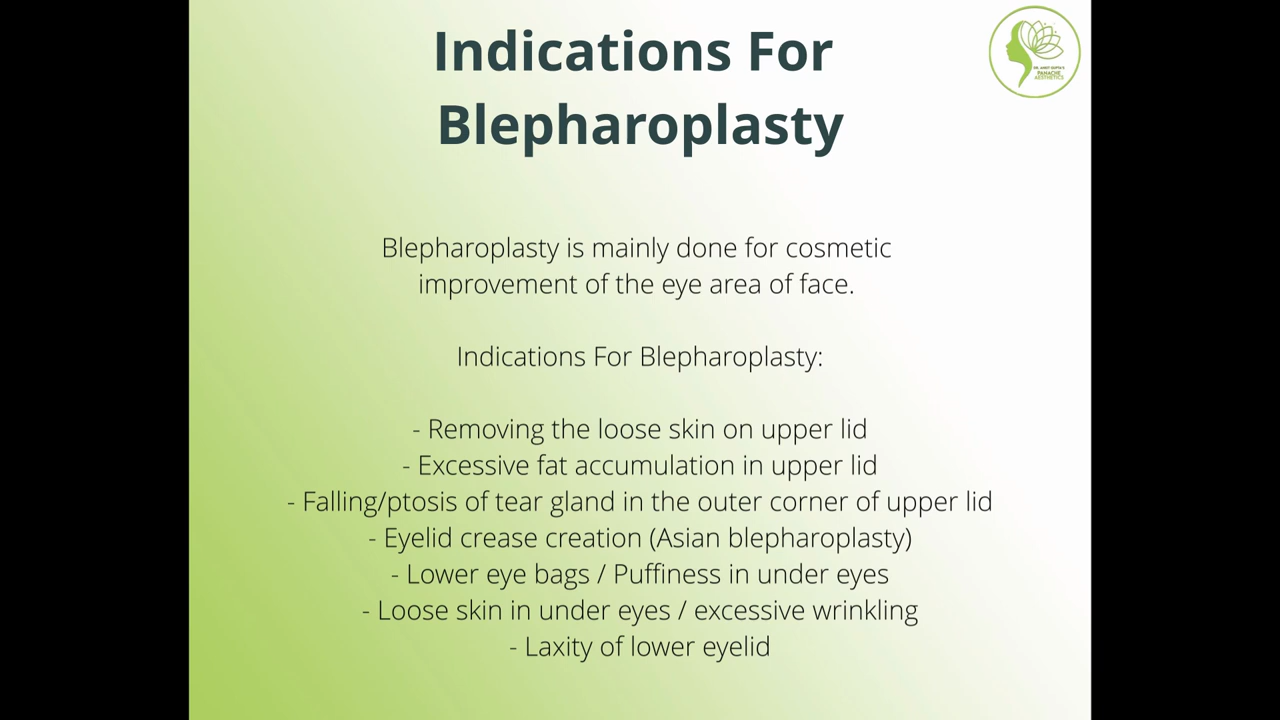 Indications For
Blepharoplasty
DR. AMIT GUPTA'S
PANACHE
AESTHETICS
Blepharoplasty is mainly done for cosmetic
improvement of the eye area of face.
Indications For Blepharoplasty:
- Removing the loose skin on upper lid
- Excessive fat accumulation in upper lid
- Falling/ptosis of tear gland in the outer corner of upper lid
- Eyelid crease creation (Asian blepharoplasty)
- Lower eye bags / Puffiness in under eyes
- Loose skin in under eyes / excessive wrinkling
- Laxity of lower eyelid